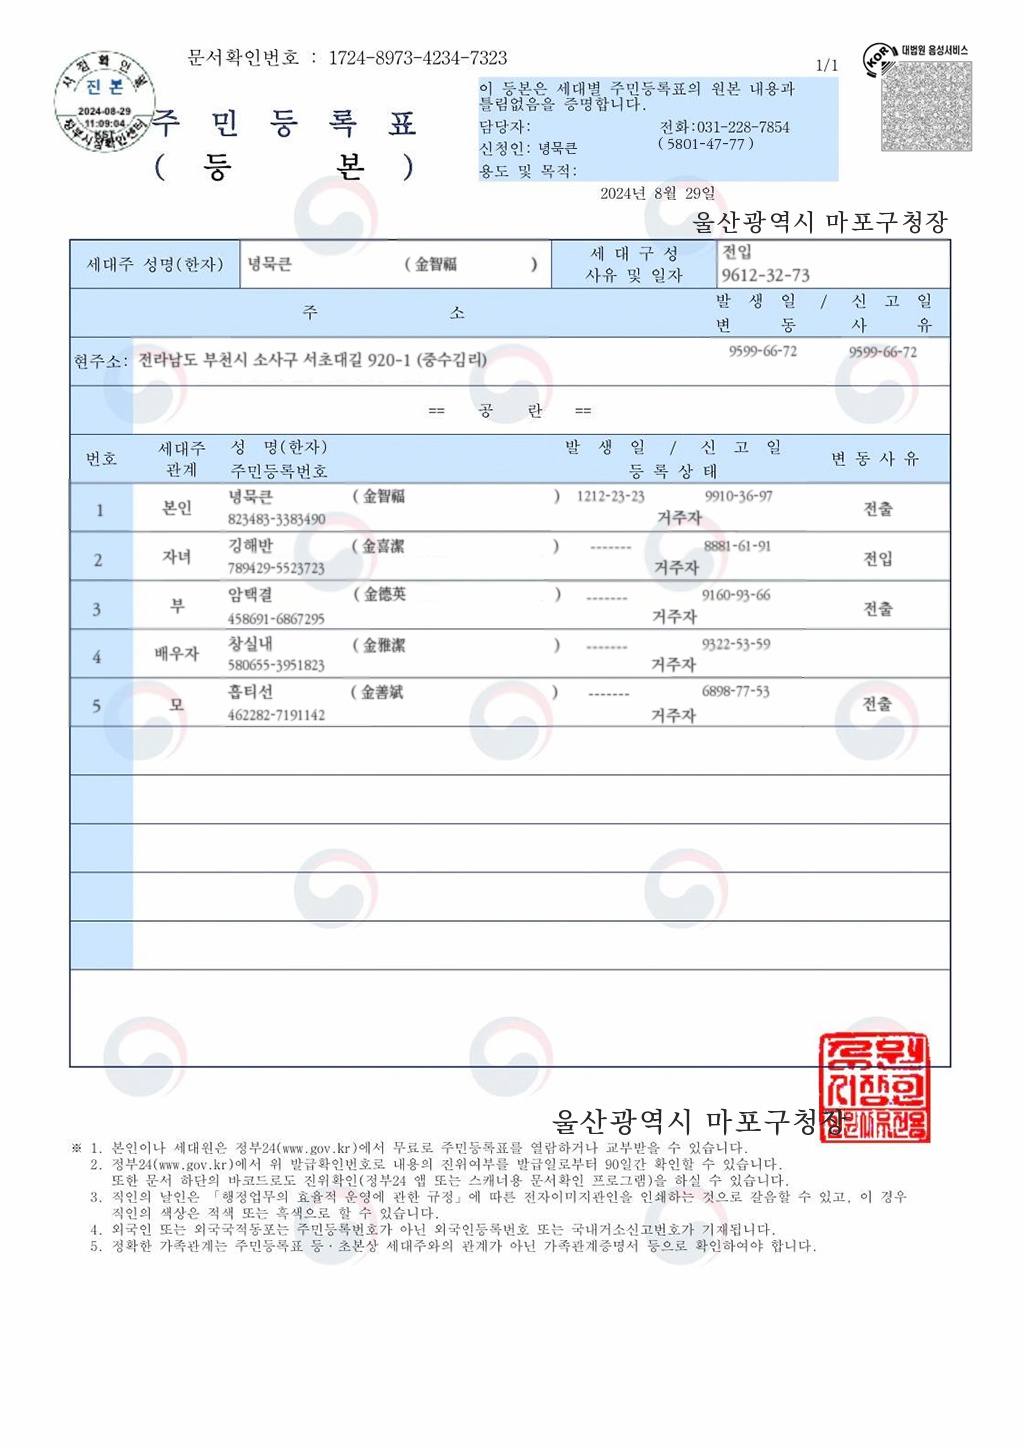 문서확인번호 : 1724-8973-4234-7323
대법원 음성서비스
1/1
시점확인필
진본
2024-08-29
11:09:04
KST
정부시점확인센터
KOR
주 민 등 록 표
( 등 본 )
이 등본은 세대별 주민등록표의 원본 내용과
틀림없음을 증명합니다.
담당자: 전화:031-228-7854
신청인: 녕묵큰 ( 5801-47-77 )
용도 및 목적:
2024년 8월 29일
울산광역시 마포구청장
세대주 성명(한자) 녕묵큰 ( 金智福 ) 세 대 구 성 사유 및 일자 전입 9612-32-73
주 소 발 생 일 / 신 고 일
변 동 사 유
현주소: 전라남도 부천시 소사구 서초대길 920-1 (중수김리) 9599-66-72 9599-66-72
== 공 란 ==
번호 세대주 관계 성 명(한자) 주민등록번호 발 생 일 / 신 고 일 등 록 상 태 변 동 사 유
1 본인 녕묵큰 ( 金智福 ) 1212-23-23 9910-36-97 전출
823483-3383490 거주자
2 자녀 깅해반 ( 金喜潔 ) ------- 8881-61-91 전입
789429-5523723 거주자
3 부 암택결 ( 金德英 ) ------- 9160-93-66 전출
458691-6867295 거주자
4 배우자 창실내 ( 金雅潔 ) ------- 9322-53-59
580655-3951823 거주자
5 모 흡티선 ( 金善斌 ) ------- 6898-77-53 전출
462282-7191142 거주자
울산광역시 마포구청장
※ 1. 본인이나 세대원은 정부24(www.gov.kr)에서 무료로 주민등록표를 열람하거나 교부받을 수 있습니다.
2. 정부24(www.gov.kr)에서 위 발급확인번호로 내용의 진위여부를 발급일로부터 90일간 확인할 수 있습니다.
또한 문서 하단의 바코드로도 진위확인(정부24 앱 또는 스캐너용 문서확인 프로그램)을 하실 수 있습니다.
3. 직인의 날인은 「행정업무의 효율적 운영에 관한 규정」에 따른 전자이미지관인을 인쇄하는 것으로 갈음할 수 있고, 이 경우
직인의 색상은 적색 또는 흑색으로 할 수 있습니다.
4. 외국인 또는 외국국적동포는 주민등록번호가 아닌 외국인등록번호 또는 국내거소신고번호가 기재됩니다.
5. 정확한 가족관계는 주민등록표 등·초본상 세대주와의 관계가 아닌 가족관계증명서 등으로 확인하여야 합니다.